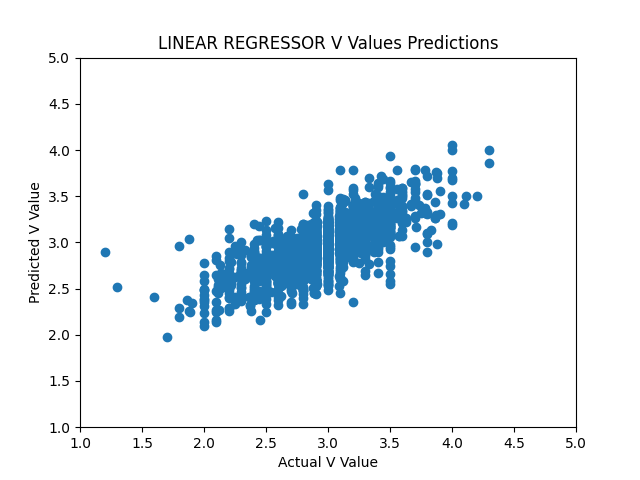 LINEAR REGRESSOR V Values Predictions
5.0
4.5
4.0
3.5
3.0
2.5
2.0
1.5
1.0
Predicted V Value
1.0 1.5 2.0 2.5 3.0 3.5 4.0 4.5 5.0
Actual V Value